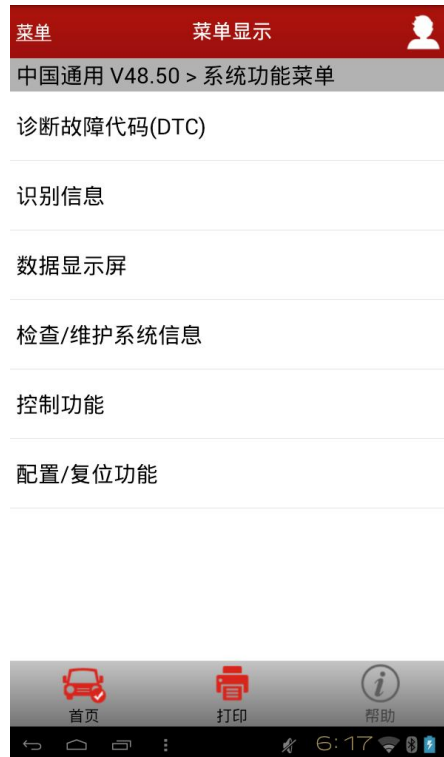 菜单 菜单显示
中国通用 V48.50 > 系统功能菜单
诊断故障代码(DTC)
识别信息
数据显示屏
检查/维护系统信息
控制功能
配置/复位功能
首页 打印 帮助
6:17